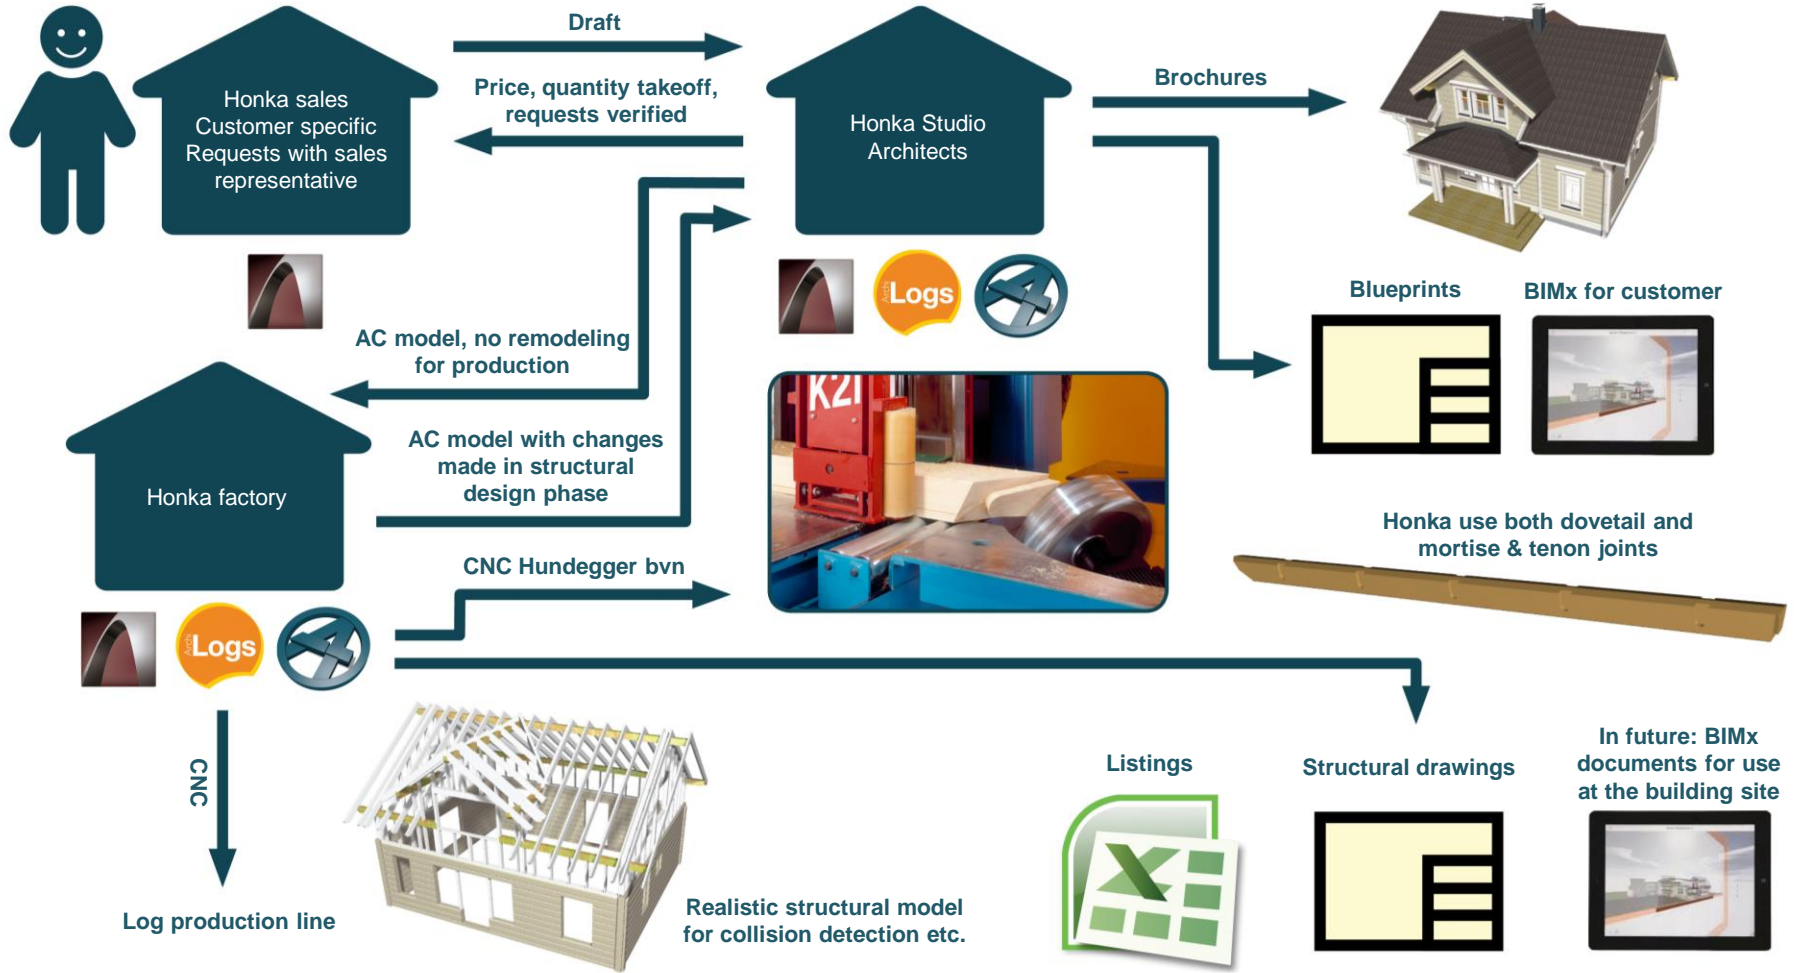 Draft
Price, quantity takeoff,
requests verified
Honka sales
Customer specific
Requests with sales
representative
Honka Studio
Architects
Brochures
Archi
Logs
Blueprints
BIMx for customer
AC model, no remodeling
for production
K2i
AC model with changes
made in structural
design phase
Honka factory
Honka use both dovetail and
mortise & tenon joints
CNC Hundegger bvn
Archi
Logs
CNC
Log production line
Realistic structural model
for collision detection etc.
Listings
Structural drawings
In future: BIMx
documents for use
at the building site